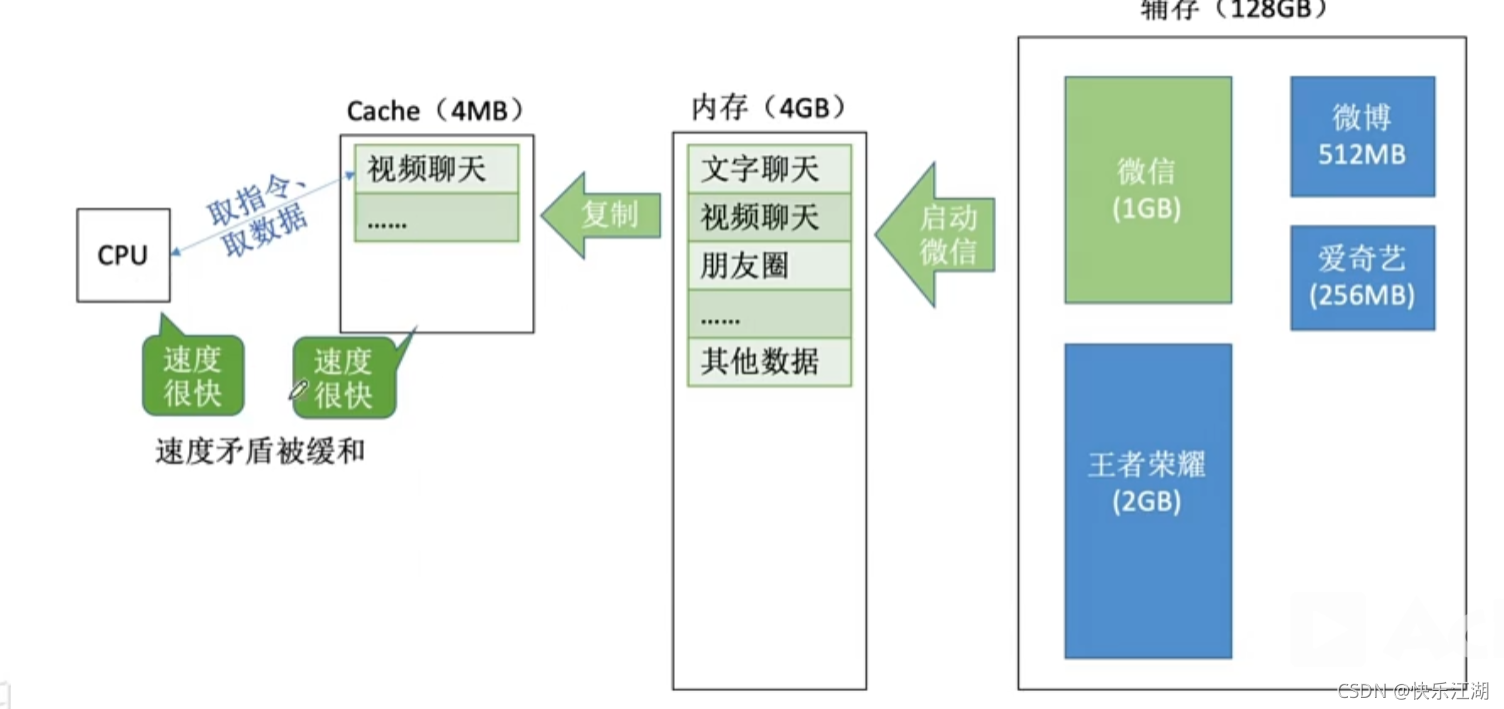 辅存（128GB）
Cache（4MB）
内存（4GB）
CPU
取指令、
取数据
视频聊天
……
复制
文字聊天
视频聊天
朋友圈
……
其他数据
启动
微信
微信
(1GB)
微博
512MB
爱奇艺
(256MB)
王者荣耀
(2GB)
速度
很快
速度
很快
速度矛盾被缓和
CSDN @快乐江湖